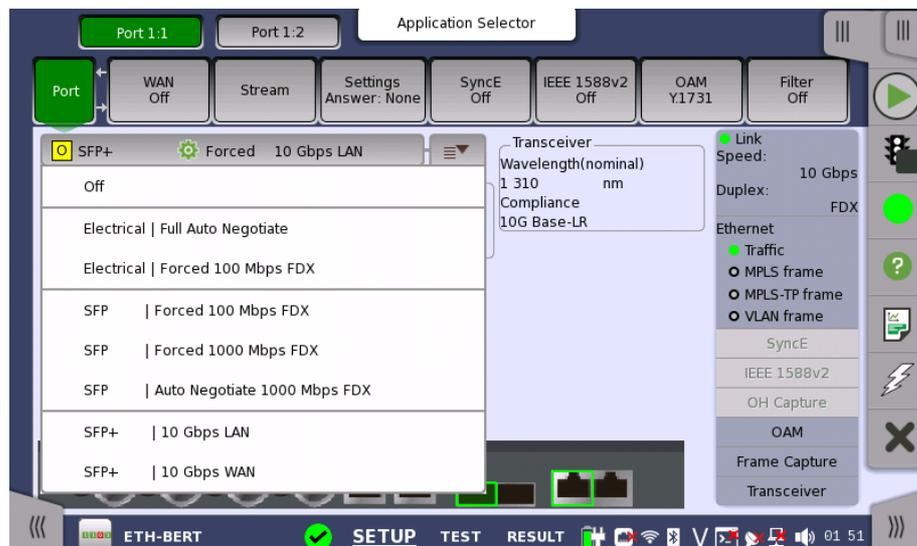 Port 1:1
Port 1:2
Application Selector
Port
WAN
Off
Stream
Settings
Answer: None
SyncE
Off
IEEE 1588v2
Off
OAM
Y.1731
Filter
Off
O SFP+ Forced 10 Gbps LAN
Off
Electrical | Full Auto Negotiate
Electrical | Forced 100 Mbps FDX
SFP | Forced 100 Mbps FDX
SFP | Forced 1000 Mbps FDX
SFP | Auto Negotiate 1000 Mbps FDX
SFP+ | 10 Gbps LAN
SFP+ | 10 Gbps WAN
Transceiver
Wavelength(nominal)
1 310 nm
Compliance
10G Base-LR
Link
Speed:
10 Gbps
Duplex:
FDX
Ethernet
Traffic
MPLS frame
MPLS-TP frame
VLAN frame
SyncE
IEEE 1588v2
OH Capture
OAM
Frame Capture
Transceiver
ETH-BERT
SETUP TEST RESULT
01 51